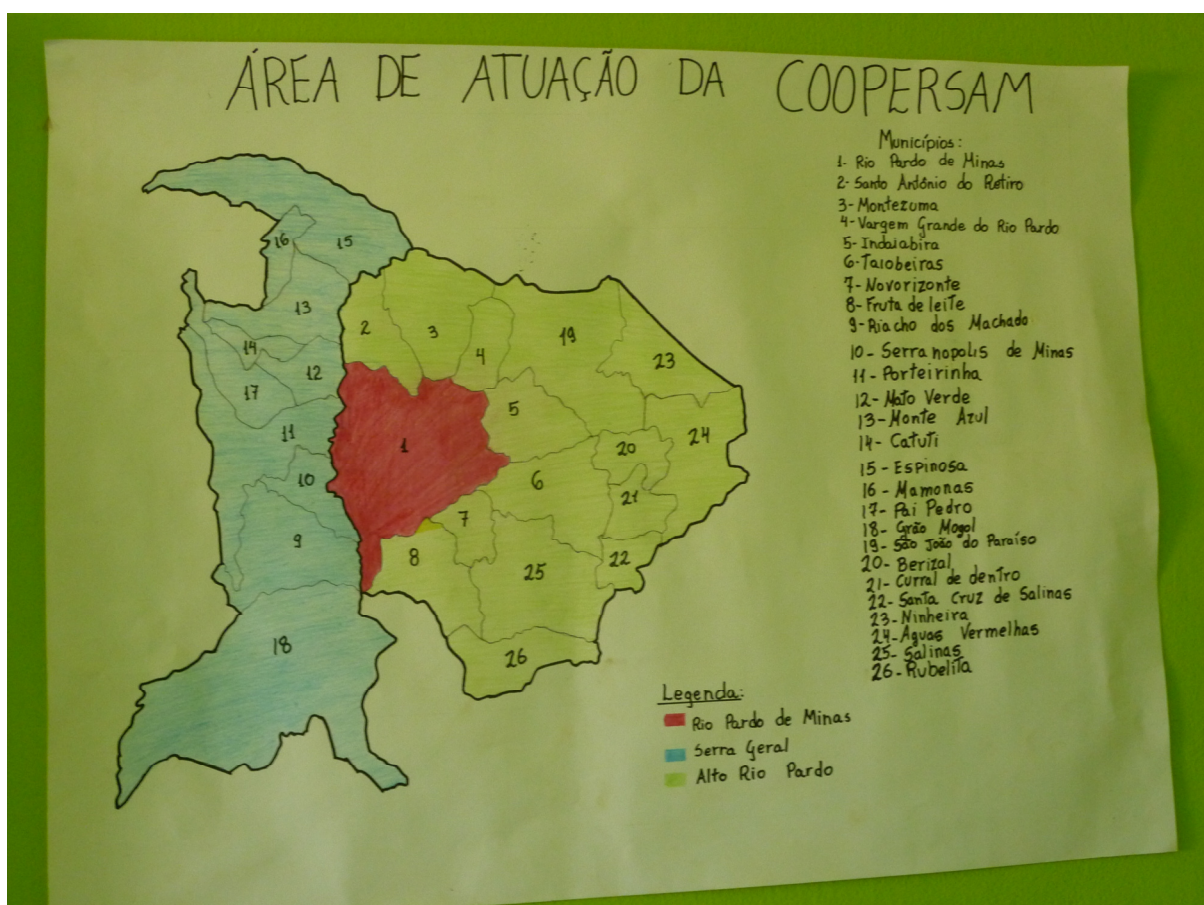 ÁREA DE ATUAÇÃO DA COOPERSAM
Municípios:
1- Rio Pardo de Minas
2- Santo Antônio do Retiro
3- Montezuma
4- Vargem Grande do Rio Pardo
5- Indaiabira
6- Taiobeiras
7- Novorizonte
8- Fruta de leite
9- Riacho dos Machado
10- Serranopolis de Minas
11- Porteirinha
12- Mato Verde
13- Monte Azul
14- Catuti
15- Espinosa
16- Mamonas
17- Pai Pedro
18- Grão Mogol
19- São João do Paraíso
20- Berizal
21- Curral de dentro
22- Santa Cruz de Salinas
23- Ninheira
24- Aguas Vermelhas
25- Salinas
26- Rubelita
16
15
13
2
3
4
19
23
14
12
17
5
11
1
20
24
10
6
21
7
9
8
25
22
18
26
Legenda:
Rio Pardo de Minas
Serra Geral
Alto Rio Pardo